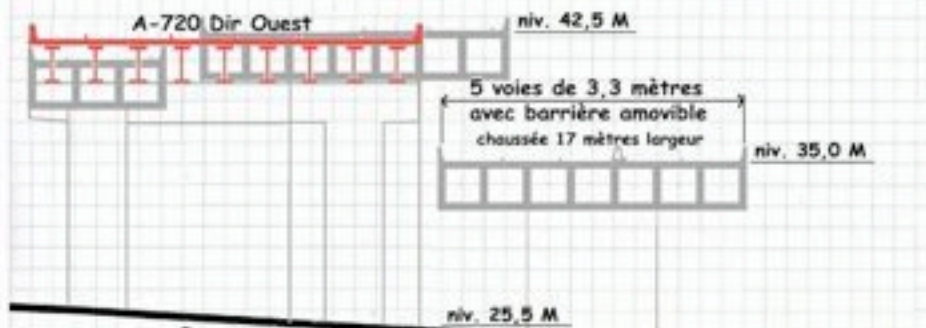 A-720 Dir Ouest
niv. 42,5 M
5 voies de 3,3 mètres
avec barrière amovible
chaussée 17 mètres largeur
niv. 35,0 M
niv. 25,5 M